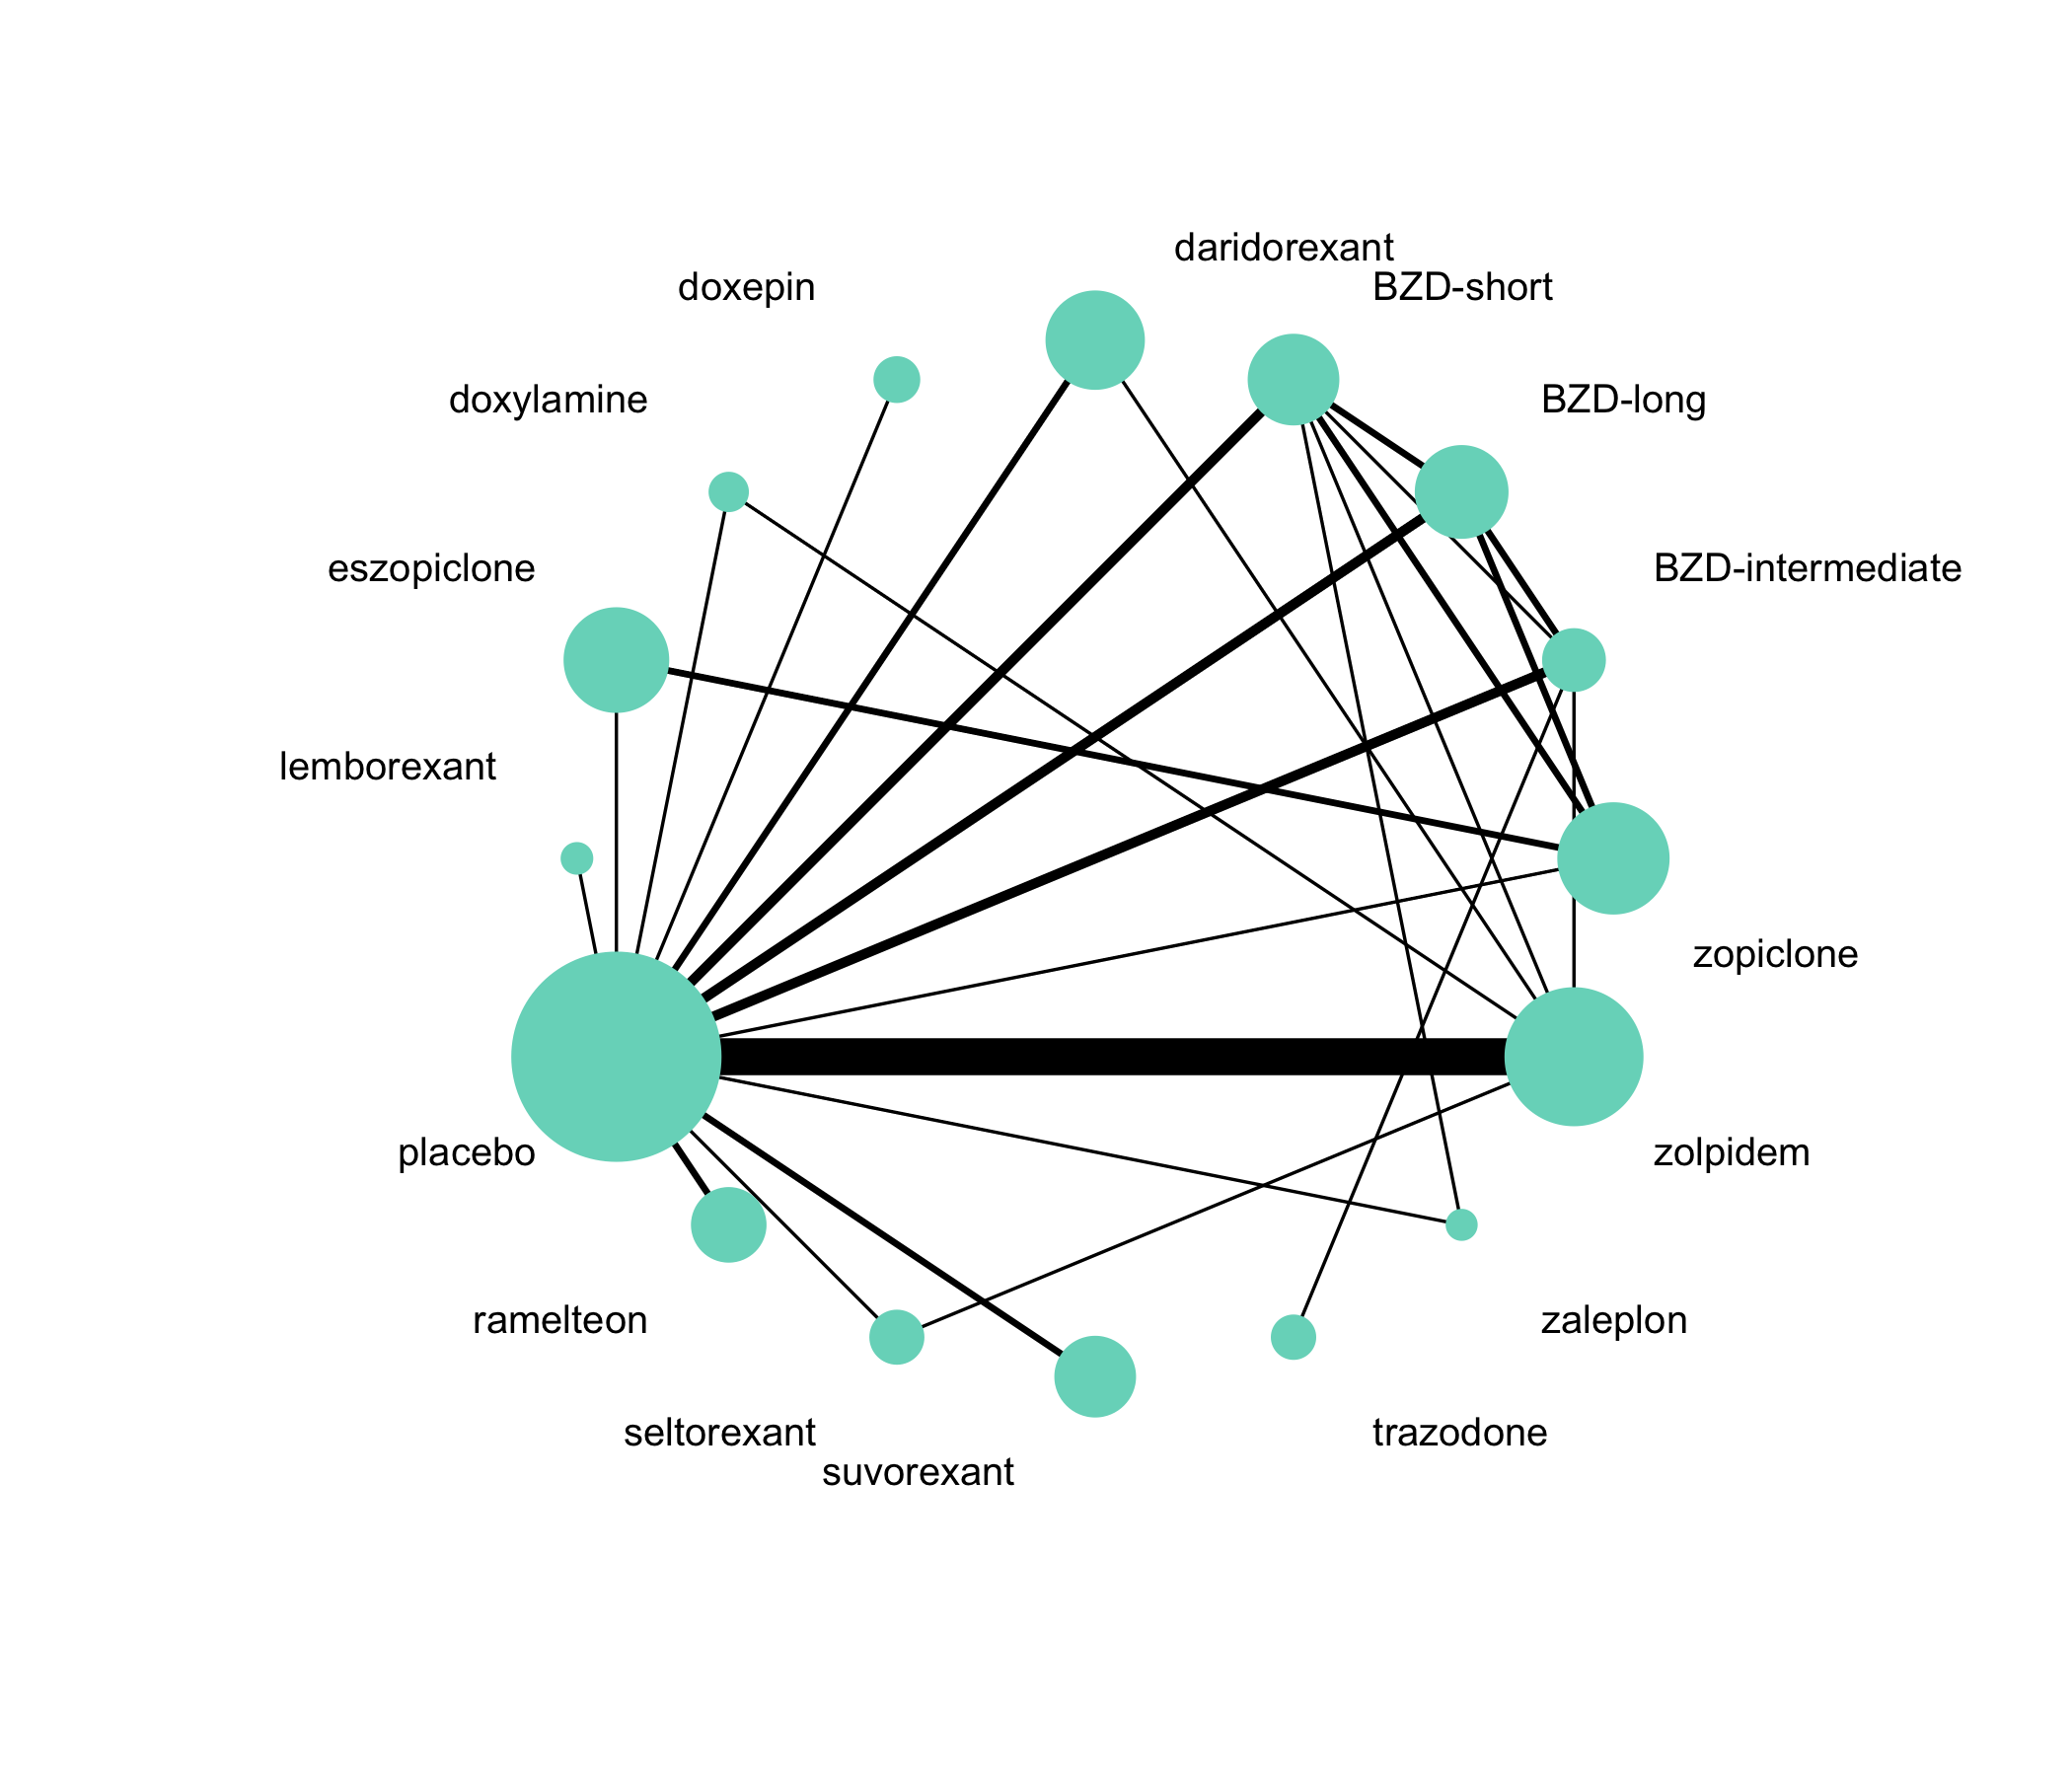 daridorexant
doxepin
BZD-short
doxylamine
BZD-long
eszopiclone
BZD-intermediate
lemborexant
zopiclone
placebo
zolpidem
ramelteon
zaleplon
seltorexant
trazodone
suvorexant